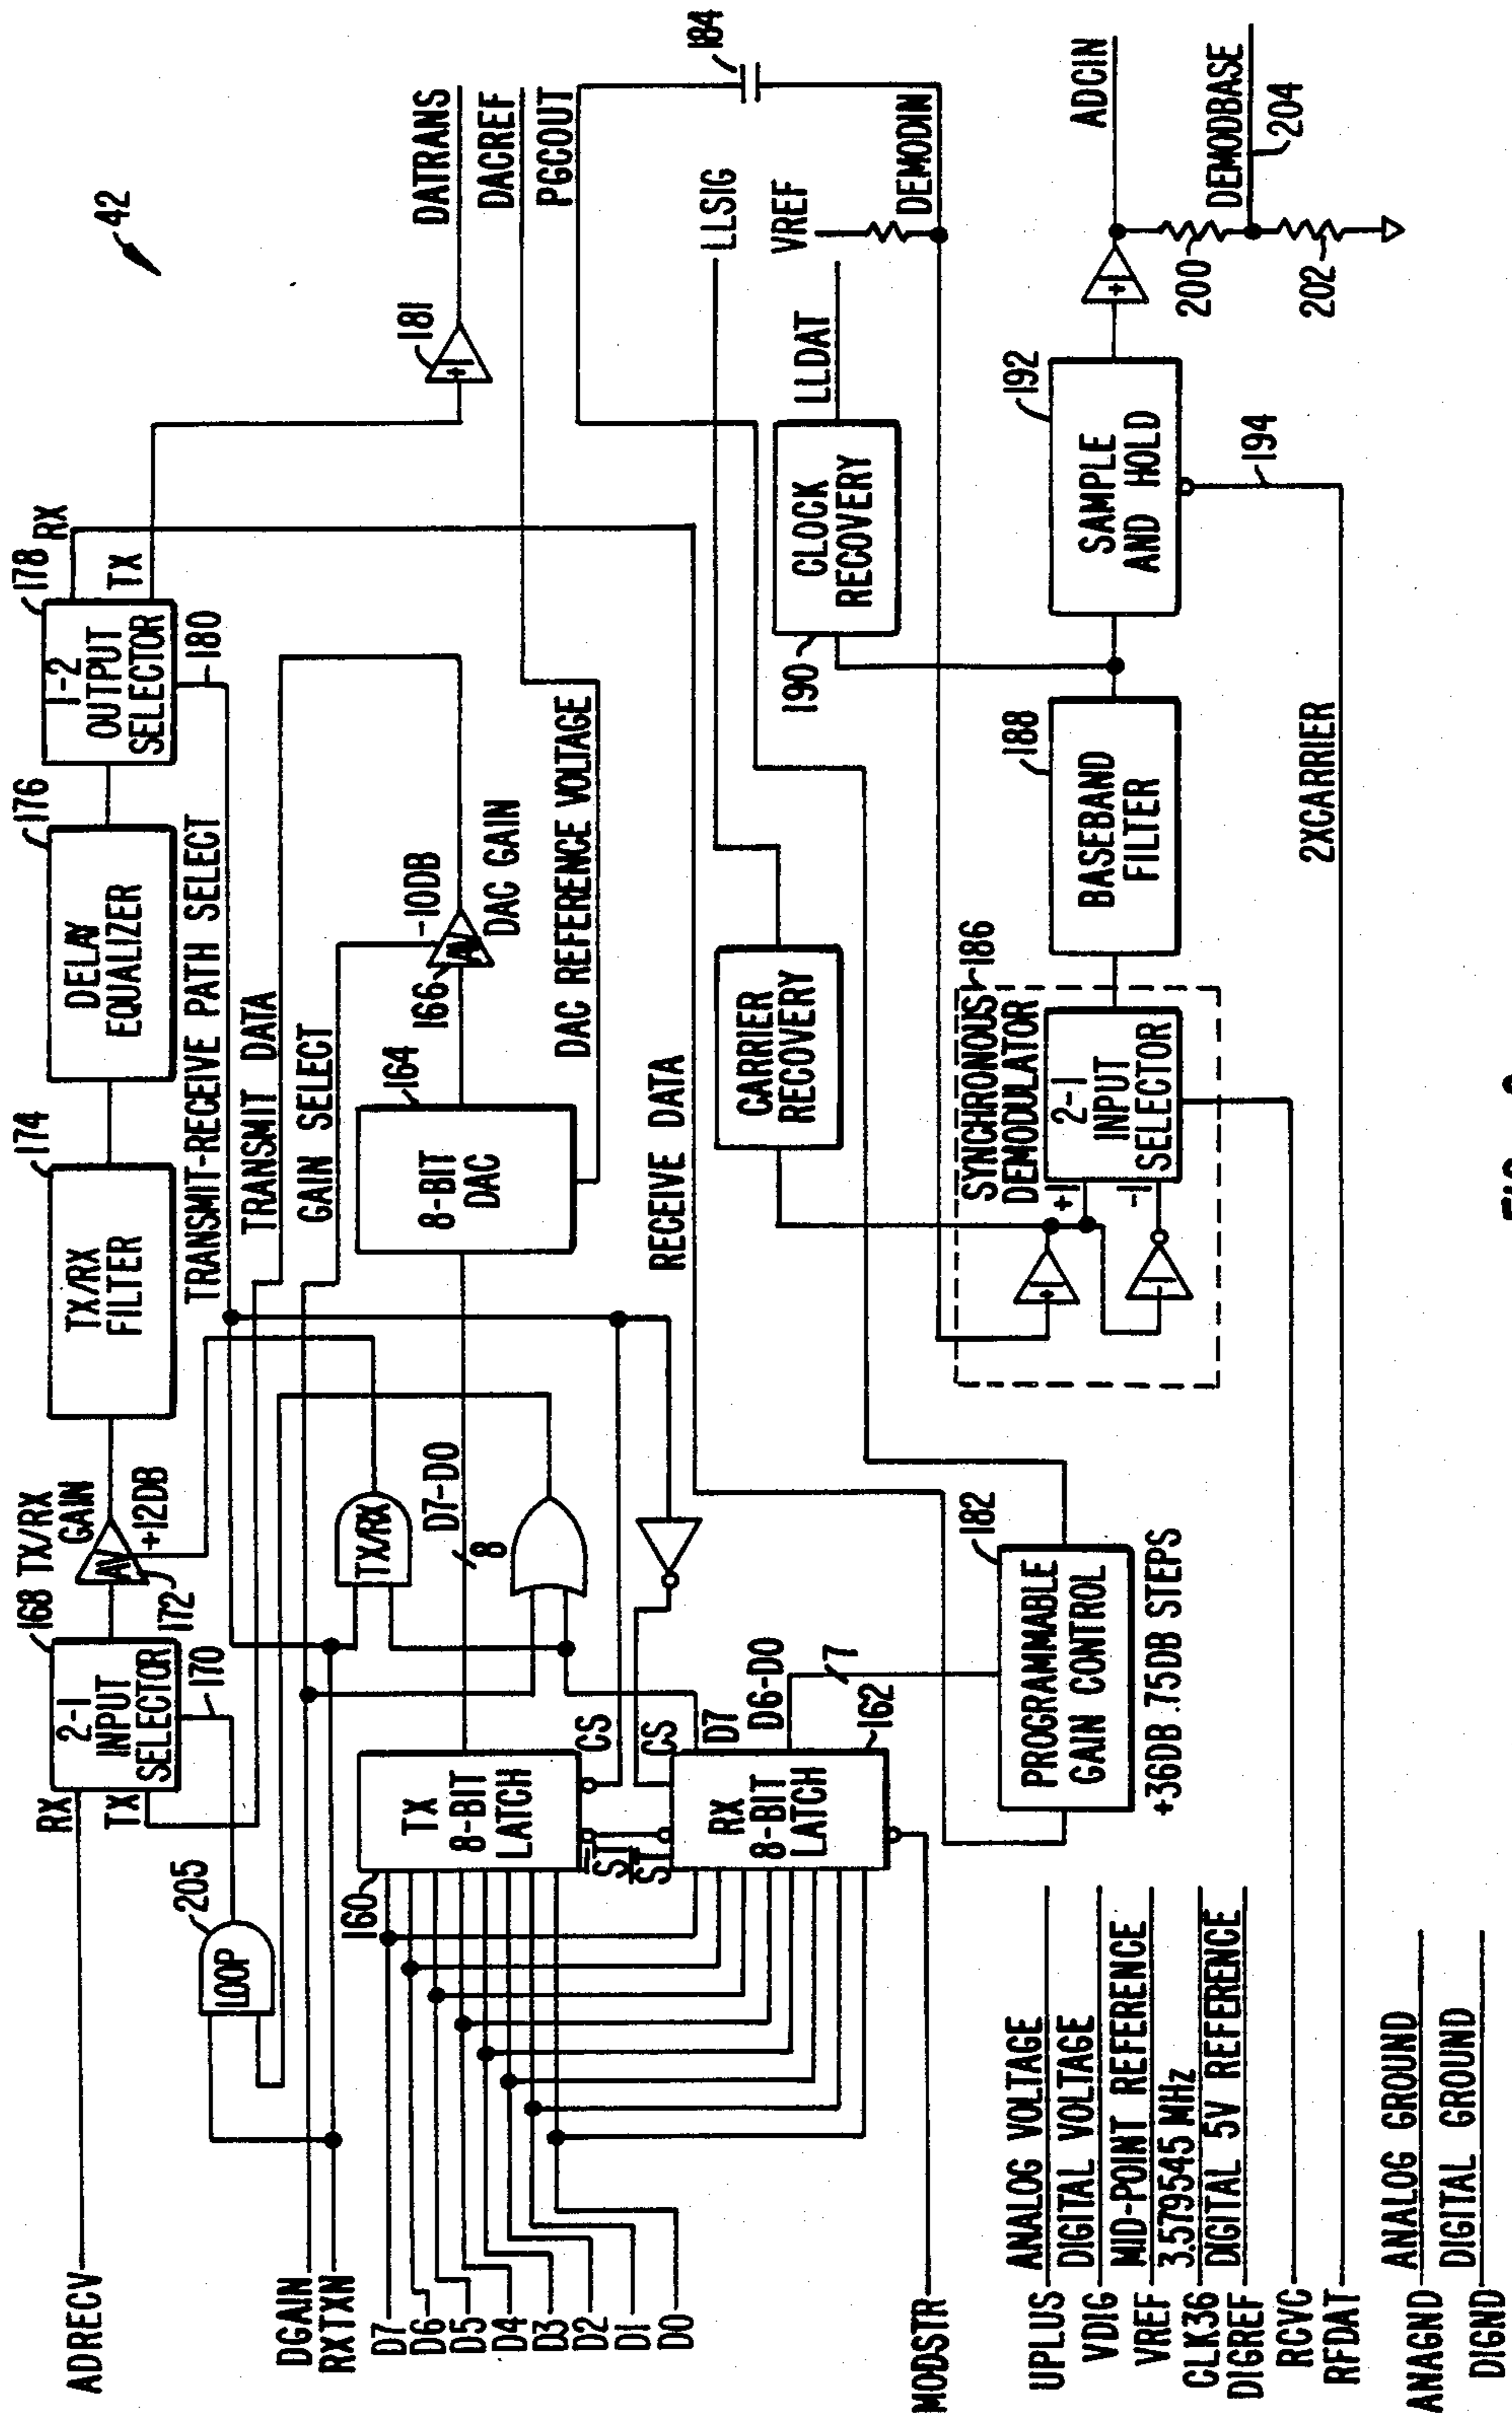 42
ADRECV
RX
TX
2-1
INPUT
SELECTOR
168
170
TX/RX
GAIN
AV
+12DB
172
TX/RX
FILTER
174
DELAY
EQUALIZER
176
1-2
OUTPUT
SELECTOR
178
RX
TX
180
TRANSMIT-RECEIVE PATH SELECT
TRANSMIT DATA
GAIN SELECT
LOOP
205
DGAIN
RXTXN
TX/RX
181
DATRANS
DACREF
PGCOUT
D7
D6
D5
D4
D3
D2
D1
D0
160
TX
8-BIT
LATCH
CS
ST
D7-D0
8
8-BIT
DAC
164
AV
166
-10DB
DAC GAIN
DAC REFERENCE VOLTAGE
RX
8-BIT
LATCH
CS
ST
D7
D6-D0
7
162
MODSTR
RECEIVE DATA
PROGRAMMABLE
GAIN CONTROL
182
+36DB .75DB STEPS
CARRIER
RECOVERY
LLSIG
CLOCK
RECOVERY
190
LLDAT
VREF
DEMODIN
184
SYNCHRONOUS
DEMODULATOR
186
+1
-1
2-1
INPUT
SELECTOR
BASEBAND
FILTER
188
SAMPLE
AND HOLD
192
194
ADCIN
200
DEMODBASE
204
202
2XCARRIER
UPLUS ANALOG VOLTAGE
VDIG DIGITAL VOLTAGE
VREF MID-POINT REFERENCE
CLK36 3.579545 MHz
DIGREF DIGITAL 5V REFERENCE
RCVC
RFDAT
ANAGND ANALOG GROUND
DIGND DIGITAL GROUND